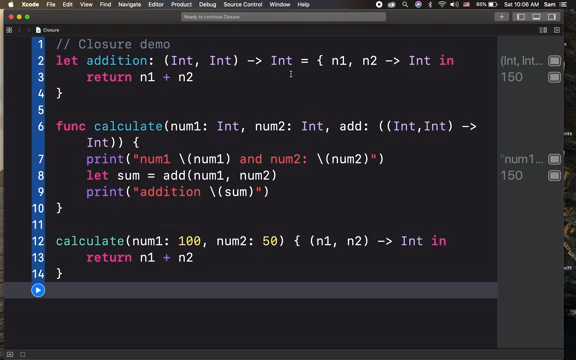 Xcode File Edit View Find Navigate Editor Product Debug Source Control Window Help 65% Sat 10:06 AM Sam
Ready to continue Closure
Closure
1 // Closure demo
2 let addition: (Int, Int) -> Int = { n1, n2 -> Int in (Int, Int...
3 return n1 + n2 150
4 }
5
6 func calculate(num1: Int, num2: Int, add: ((Int,Int) ->
Int)) {
7 print("num1 \(num1) and num2: \(num2)") "num1...
8 let sum = add(num1, num2) 150
9 print("addition \(sum)")
10 }
11
12 calculate(num1: 100, num2: 50) { (n1, n2) -> Int in
13 return n1 + n2
14 }